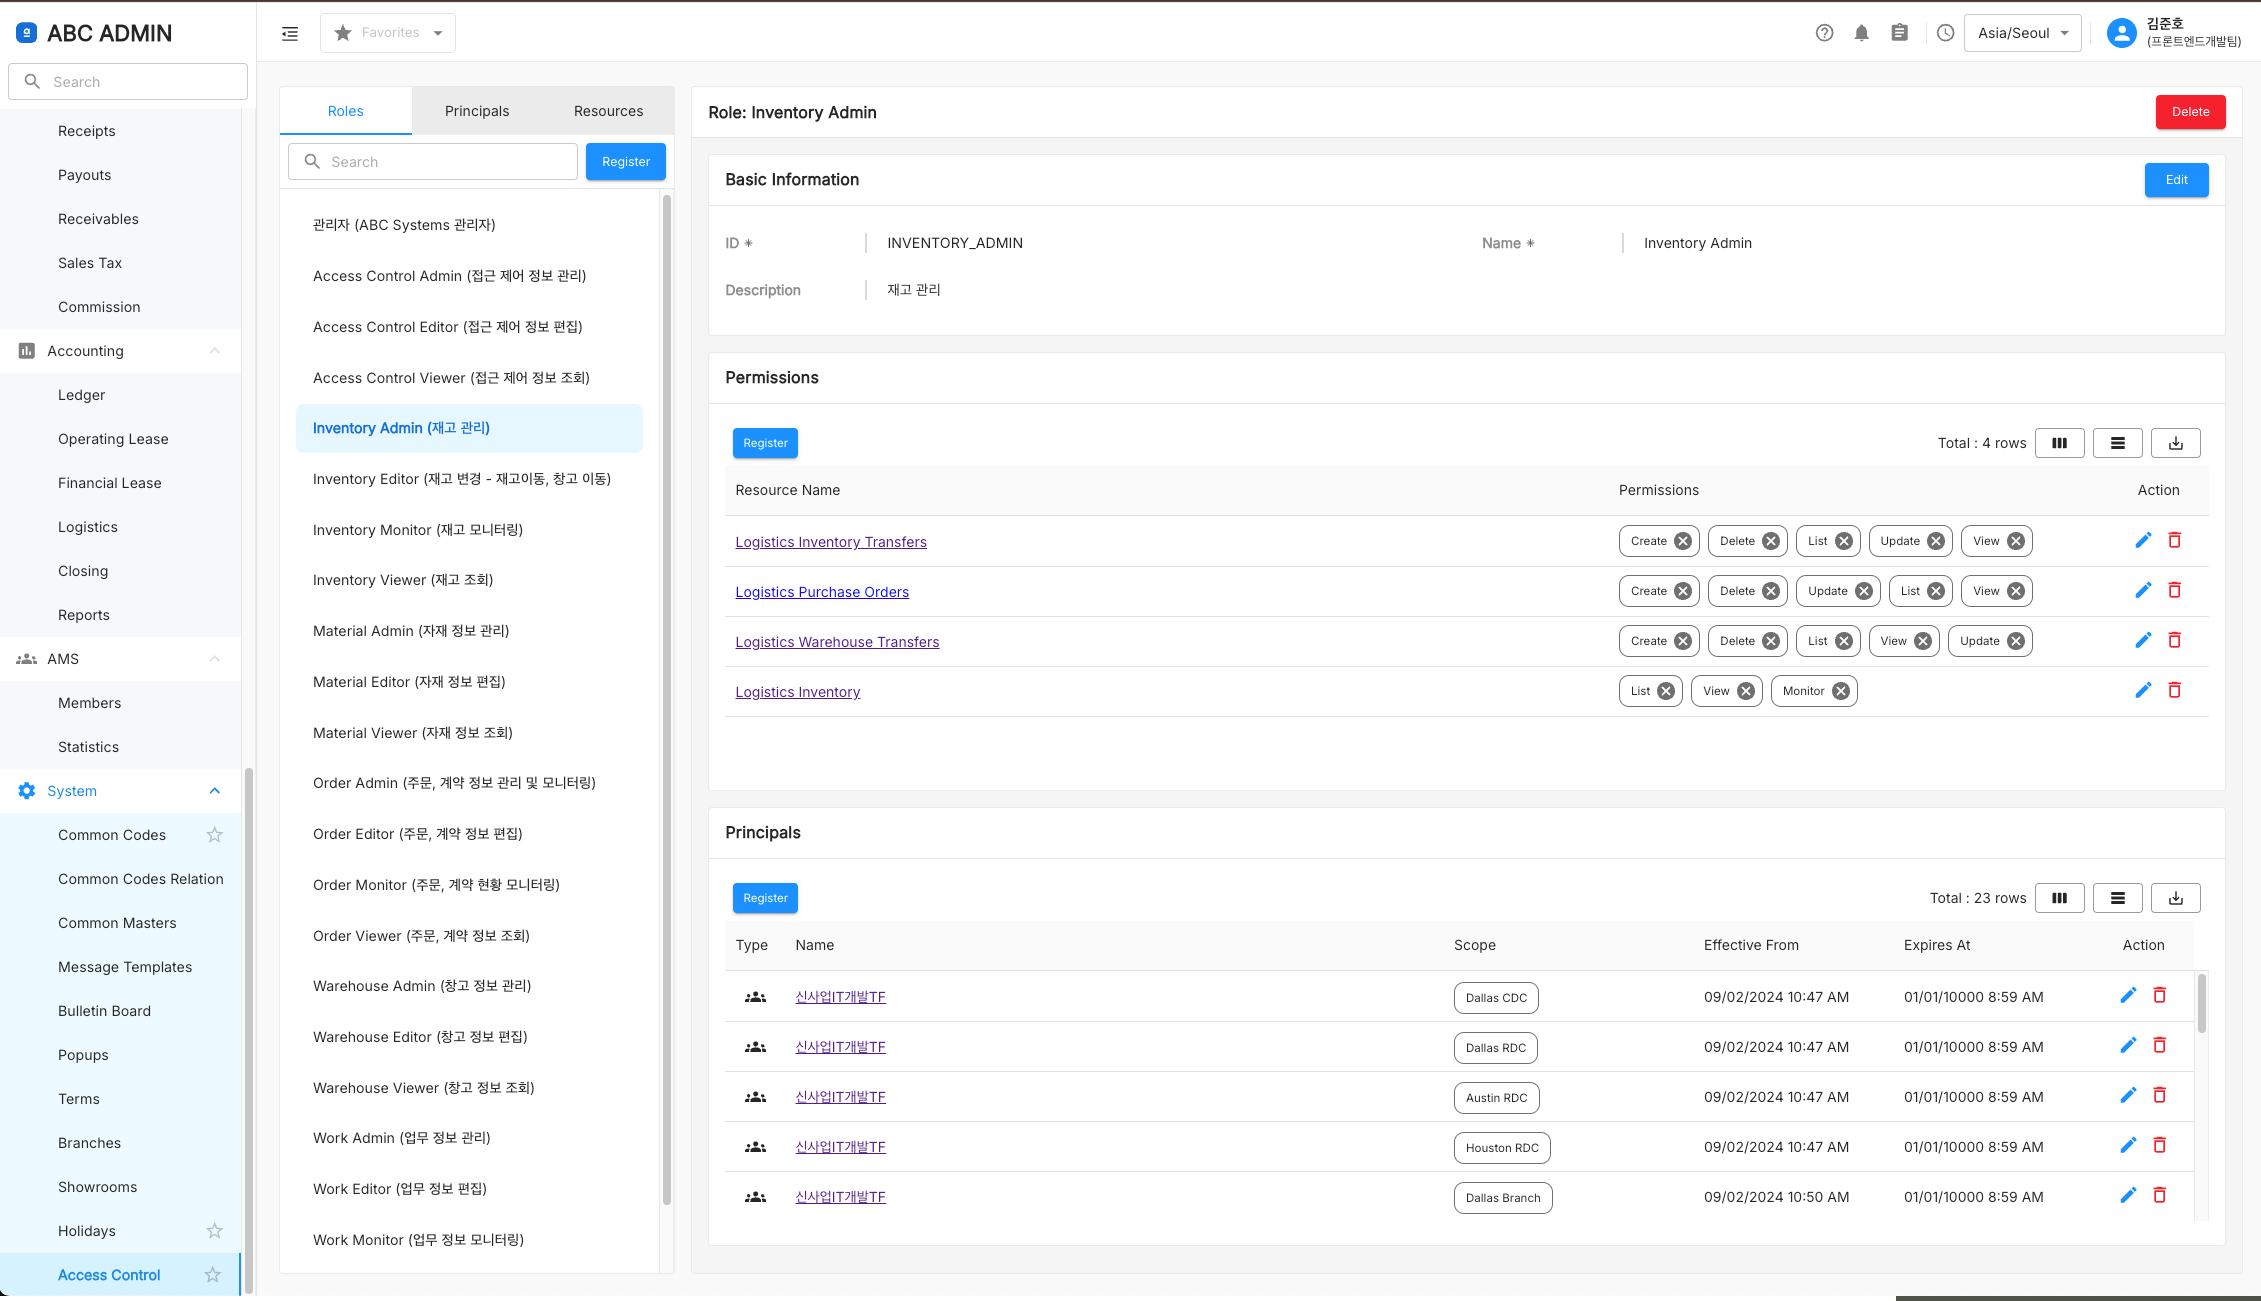 ABC ADMIN
Search
Receipts
Payouts
Receivables
Sales Tax
Commission
Accounting
Ledger
Operating Lease
Financial Lease
Logistics
Closing
Reports
AMS
Members
Statistics
System
Common Codes
Common Codes Relation
Common Masters
Message Templates
Bulletin Board
Popups
Terms
Branches
Showrooms
Holidays
Access Control
Favorites
Asia/Seoul
김준호
(프론트엔드개발팀)
Roles Principals Resources
Search Register
관리자 (ABC Systems 관리자)
Access Control Admin (접근 제어 정보 관리)
Access Control Editor (접근 제어 정보 편집)
Access Control Viewer (접근 제어 정보 조회)
Inventory Admin (재고 관리)
Inventory Editor (재고 변경 - 재고이동, 창고 이동)
Inventory Monitor (재고 모니터링)
Inventory Viewer (재고 조회)
Material Admin (자재 정보 관리)
Material Editor (자재 정보 편집)
Material Viewer (자재 정보 조회)
Order Admin (주문, 계약 정보 관리 및 모니터링)
Order Editor (주문, 계약 정보 편집)
Order Monitor (주문, 계약 현황 모니터링)
Order Viewer (주문, 계약 정보 조회)
Warehouse Admin (창고 정보 관리)
Warehouse Editor (창고 정보 편집)
Warehouse Viewer (창고 정보 조회)
Work Admin (업무 정보 관리)
Work Editor (업무 정보 편집)
Work Monitor (업무 정보 모니터링)
Role: Inventory Admin Delete
Basic Information Edit
ID * INVENTORY_ADMIN Name * Inventory Admin
Description 재고 관리
Permissions
Register Total : 4 rows
Resource Name Permissions Action
Logistics Inventory Transfers Create Delete List Update View
Logistics Purchase Orders Create Delete Update List View
Logistics Warehouse Transfers Create Delete List View Update
Logistics Inventory List View Monitor
Principals
Register Total : 23 rows
Type Name Scope Effective From Expires At Action
신사업IT개발TF Dallas CDC 09/02/2024 10:47 AM 01/01/10000 8:59 AM
신사업IT개발TF Dallas RDC 09/02/2024 10:47 AM 01/01/10000 8:59 AM
신사업IT개발TF Austin RDC 09/02/2024 10:47 AM 01/01/10000 8:59 AM
신사업IT개발TF Houston RDC 09/02/2024 10:47 AM 01/01/10000 8:59 AM
신사업IT개발TF Dallas Branch 09/02/2024 10:50 AM 01/01/10000 8:59 AM